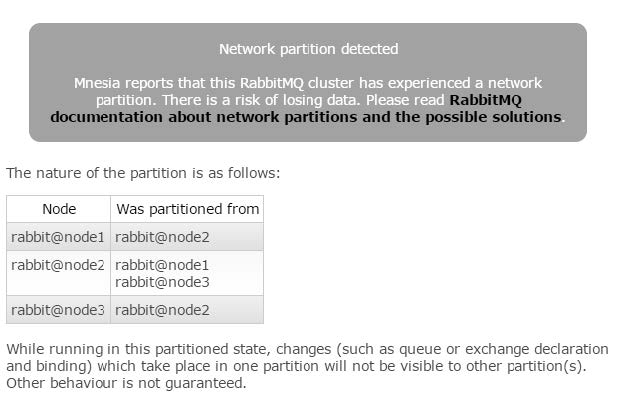 Network partition detected
Mnesia reports that this RabbitMQ cluster has experienced a network
partition. There is a risk of losing data. Please read RabbitMQ
documentation about network partitions and the possible solutions.
The nature of the partition is as follows:
Node Was partitioned from
rabbit@node1 rabbit@node2
rabbit@node2 rabbit@node1
rabbit@node3
rabbit@node3 rabbit@node2
While running in this partitioned state, changes (such as queue or exchange declaration
and binding) which take place in one partition will not be visible to other partition(s).
Other behaviour is not guaranteed.